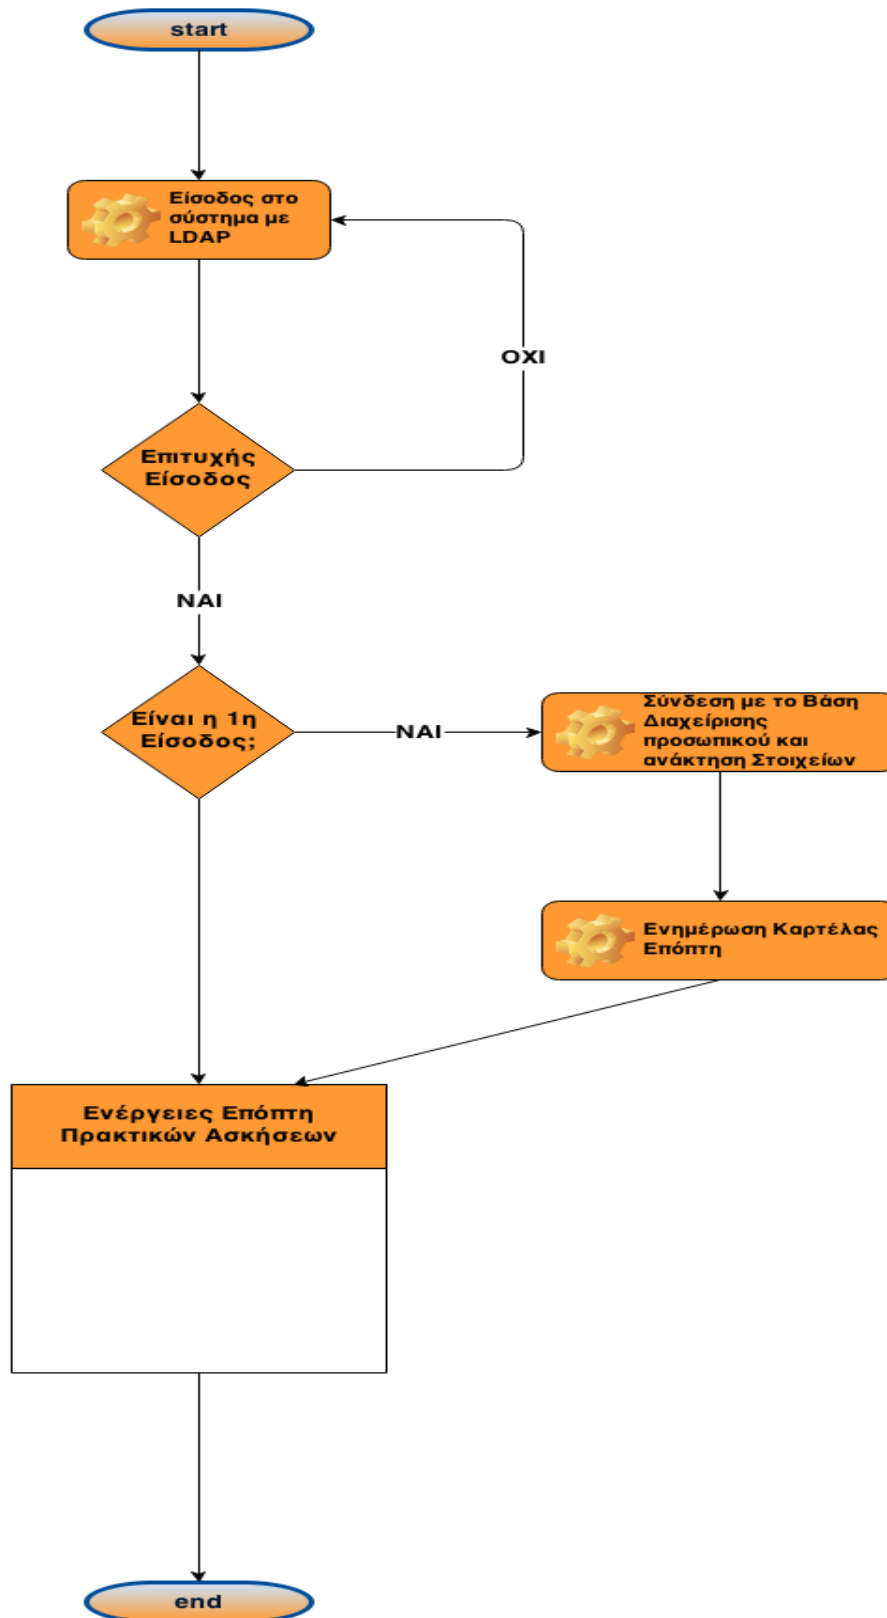 start
Είσοδος στο
σύστημα με
LDAP
ΟΧΙ
Επιτυχής
Είσοδος
ΝΑΙ
Είναι η 1η
Είσοδος;
ΝΑΙ
Σύνδεση με το Βάση
Διαχείρισης
προσωπικού και
ανάκτηση Στοιχείων
Ενημέρωση Καρτέλας
Επόπτη
Ενέργειες Επόπτη
Πρακτικών Ασκήσεων
end